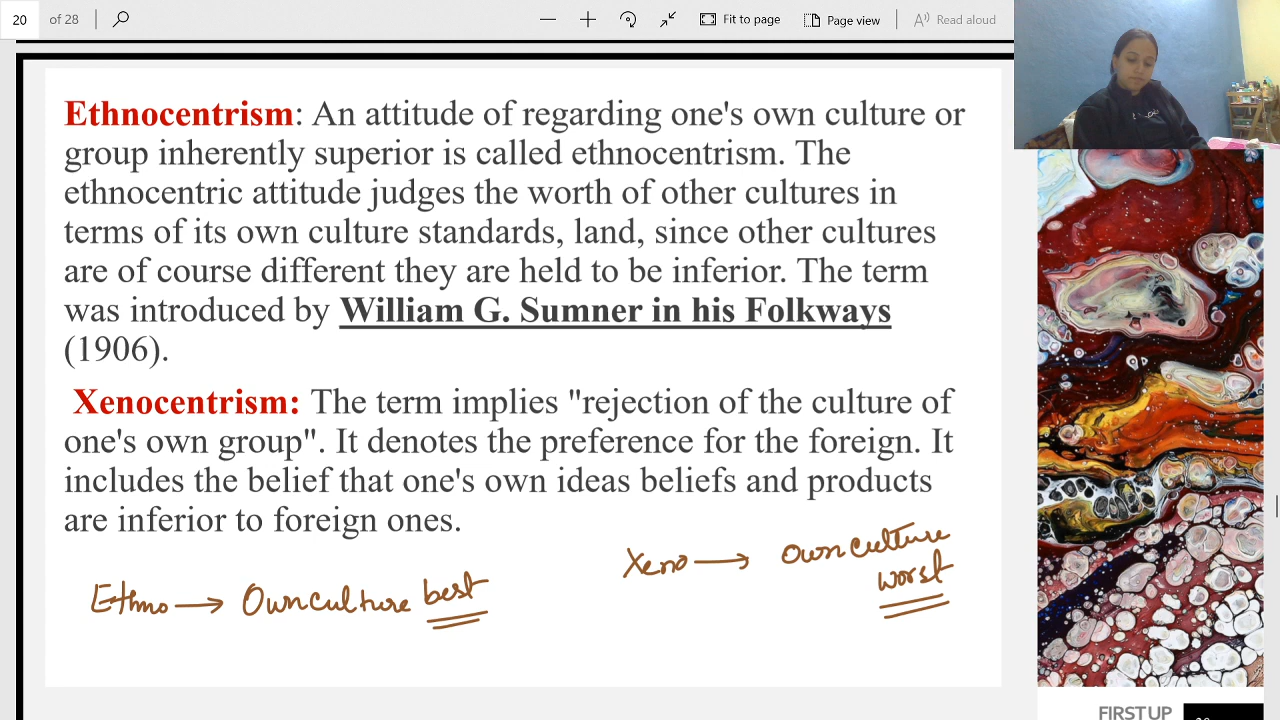 20 of 28 Fit to page Page view Read aloud
Ethnocentrism: An attitude of regarding one's own culture or
group inherently superior is called ethnocentrism. The
ethnocentric attitude judges the worth of other cultures in
terms of its own culture standards, land, since other cultures
are of course different they are held to be inferior. The term
was introduced by William G. Sumner in his Folkways
(1906).
Xenocentrism: The term implies "rejection of the culture of
one's own group". It denotes the preference for the foreign. It
includes the belief that one's own ideas beliefs and products
are inferior to foreign ones.
Ethno → Own culture best
Xeno → Own culture
worst
FIRST UP